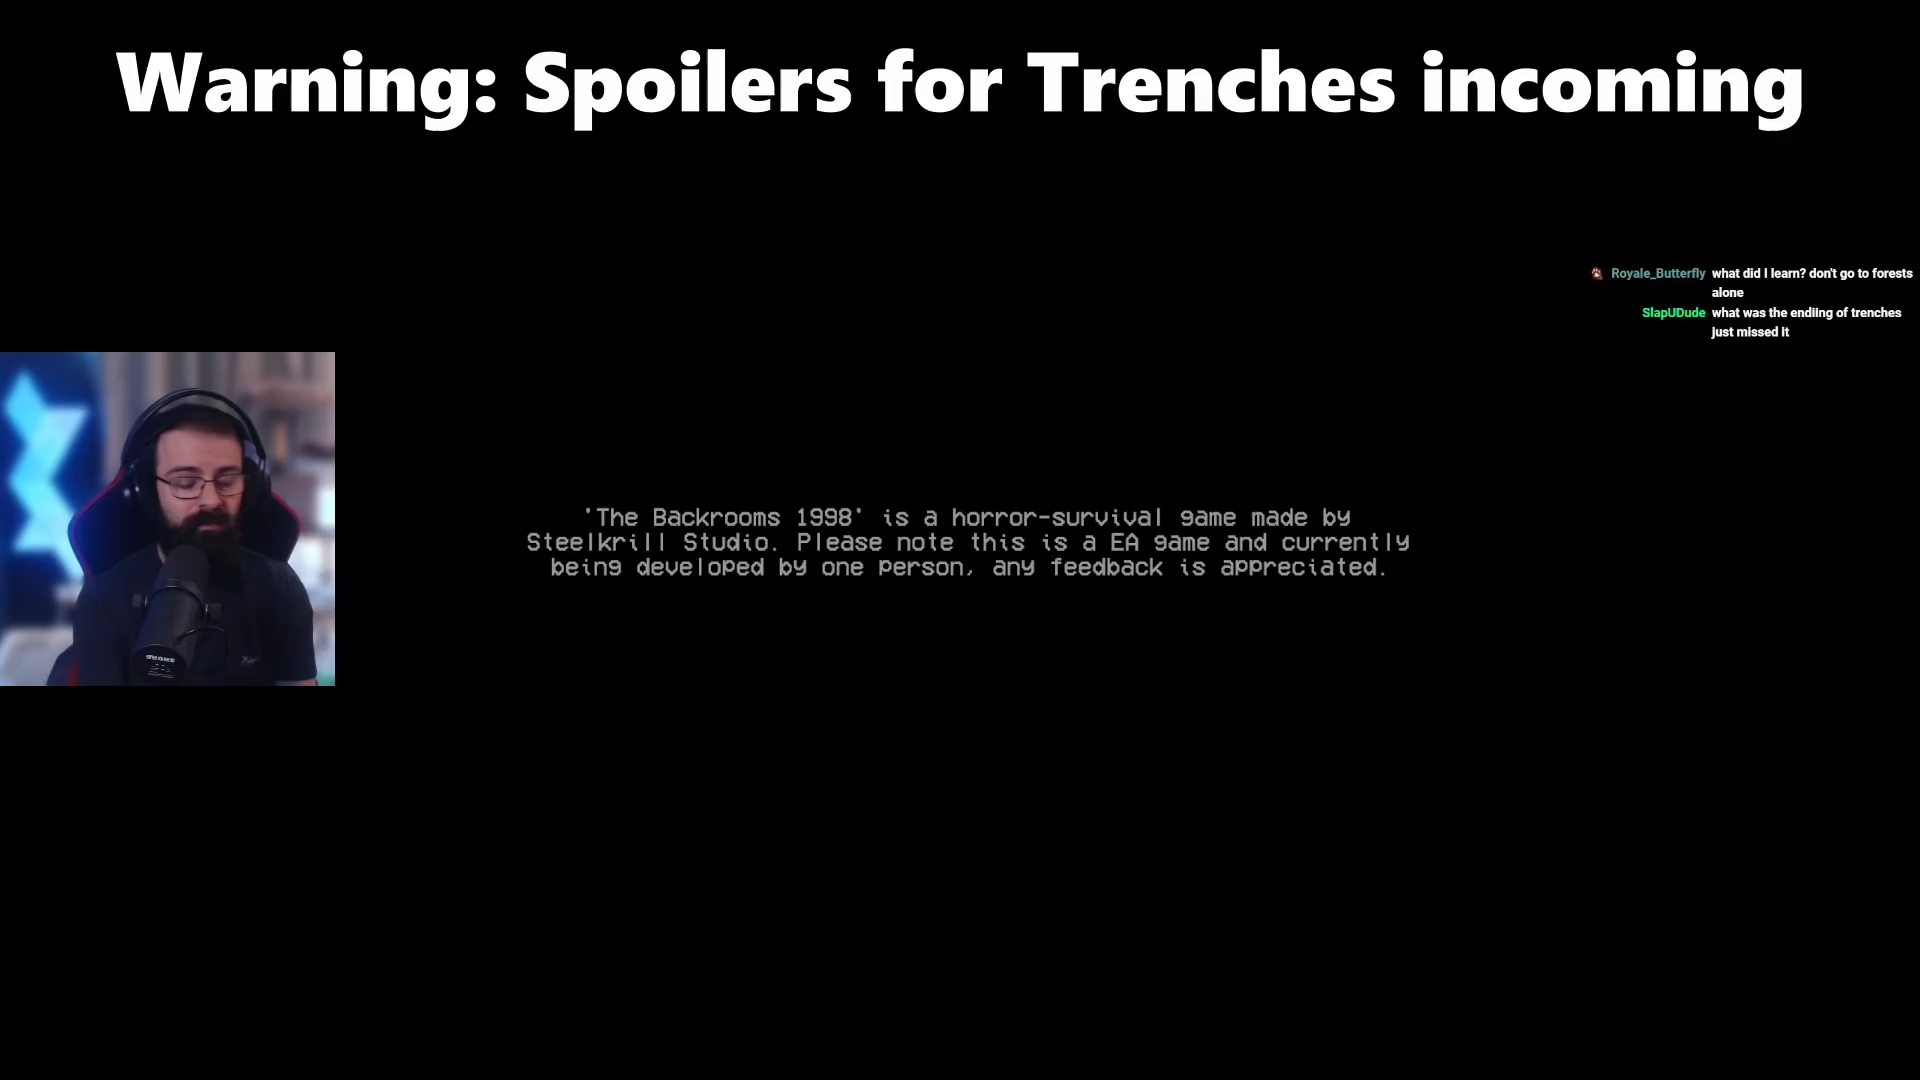 Warning: Spoilers for Trenches incoming
Royale_Butterfly what did I learn? don't go to forests
alone
SlapUDude what was the endiing of trenches
just missed it
'The Backrooms 1998' is a horror-survival game made by
Steelkrill Studio. Please note this is a EA game and currently
being developed by one person, any feedback is appreciated.